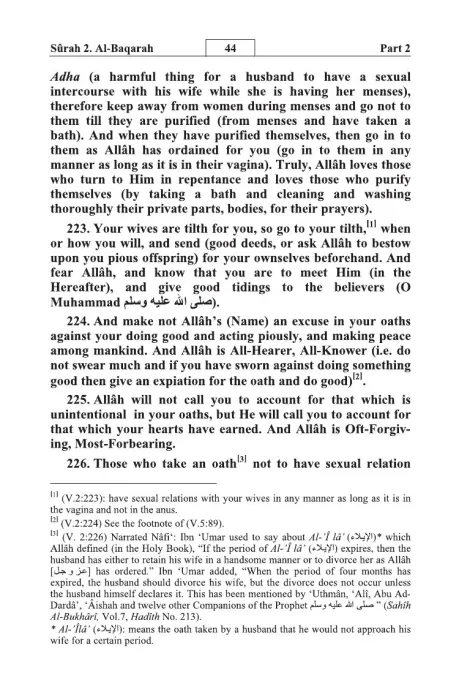 Sûrah 2. Al-Baqarah 44 Part 2
Adha (a harmful thing for a husband to have a sexual
intercourse with his wife while she is having her menses),
therefore keep away from women during menses and go not to
them till they are purified (from menses and have taken a
bath). And when they have purified themselves, then go in to
them as Allâh has ordained for you (go in to them in any
manner as long as it is in their vagina). Truly, Allâh loves those
who turn to Him in repentance and loves those who purify
themselves (by taking a bath and cleaning and washing
thoroughly their private parts, bodies, for their prayers).
223. Your wives are tilth for you, so go to your tilth,[1] when
or how you will, and send (good deeds, or ask Allâh to bestow
upon you pious offspring) for your ownselves beforehand. And
fear Allâh, and know that you are to meet Him (in the
Hereafter), and give good tidings to the believers (O
Muhammad صلى الله عليه وسلم).
224. And make not Allâh's (Name) an excuse in your oaths
against your doing good and acting piously, and making peace
among mankind. And Allâh is All-Hearer, All-Knower (i.e. do
not swear much and if you have sworn against doing something
good then give an expiation for the oath and do good)[2].
225. Allâh will not call you to account for that which is
unintentional in your oaths, but He will call you to account for
that which your hearts have earned. And Allâh is Oft-Forgiv-
ing, Most-Forbearing.
226. Those who take an oath[3] not to have sexual relation
[1] (V.2:223): have sexual relations with your wives in any manner as long as it is in
the vagina and not in the anus.
[2] (V.2:224) See the footnote of (V.5:89).
[3] (V. 2:226) Narrated Nâfi‘: Ibn ‘Umar used to say about Al-’Î lâ’ (الإيلاء)* which
Allâh defined (in the Holy Book), “If the period of Al-’Î lâ’ (الإيلاء) expires, then the
husband has either to retain his wife in a handsome manner or to divorce her as Allâh
[عز و جل] has ordered.” Ibn ‘Umar added, “When the period of four months has
expired, the husband should divorce his wife, but the divorce does not occur unless
the husband himself declares it. This has been mentioned by ‘Uthmân, ‘Alî, Abu Ad-
Dardâ’, ‘Âishah and twelve other Companions of the Prophet صلى الله عليه وسلم ” (Sahîh
Al-Bukhârî, Vol.7, Hadîth No. 213).
* Al-’Îlâ’ (الإيلاء): means the oath taken by a husband that he would not approach his
wife for a certain period.